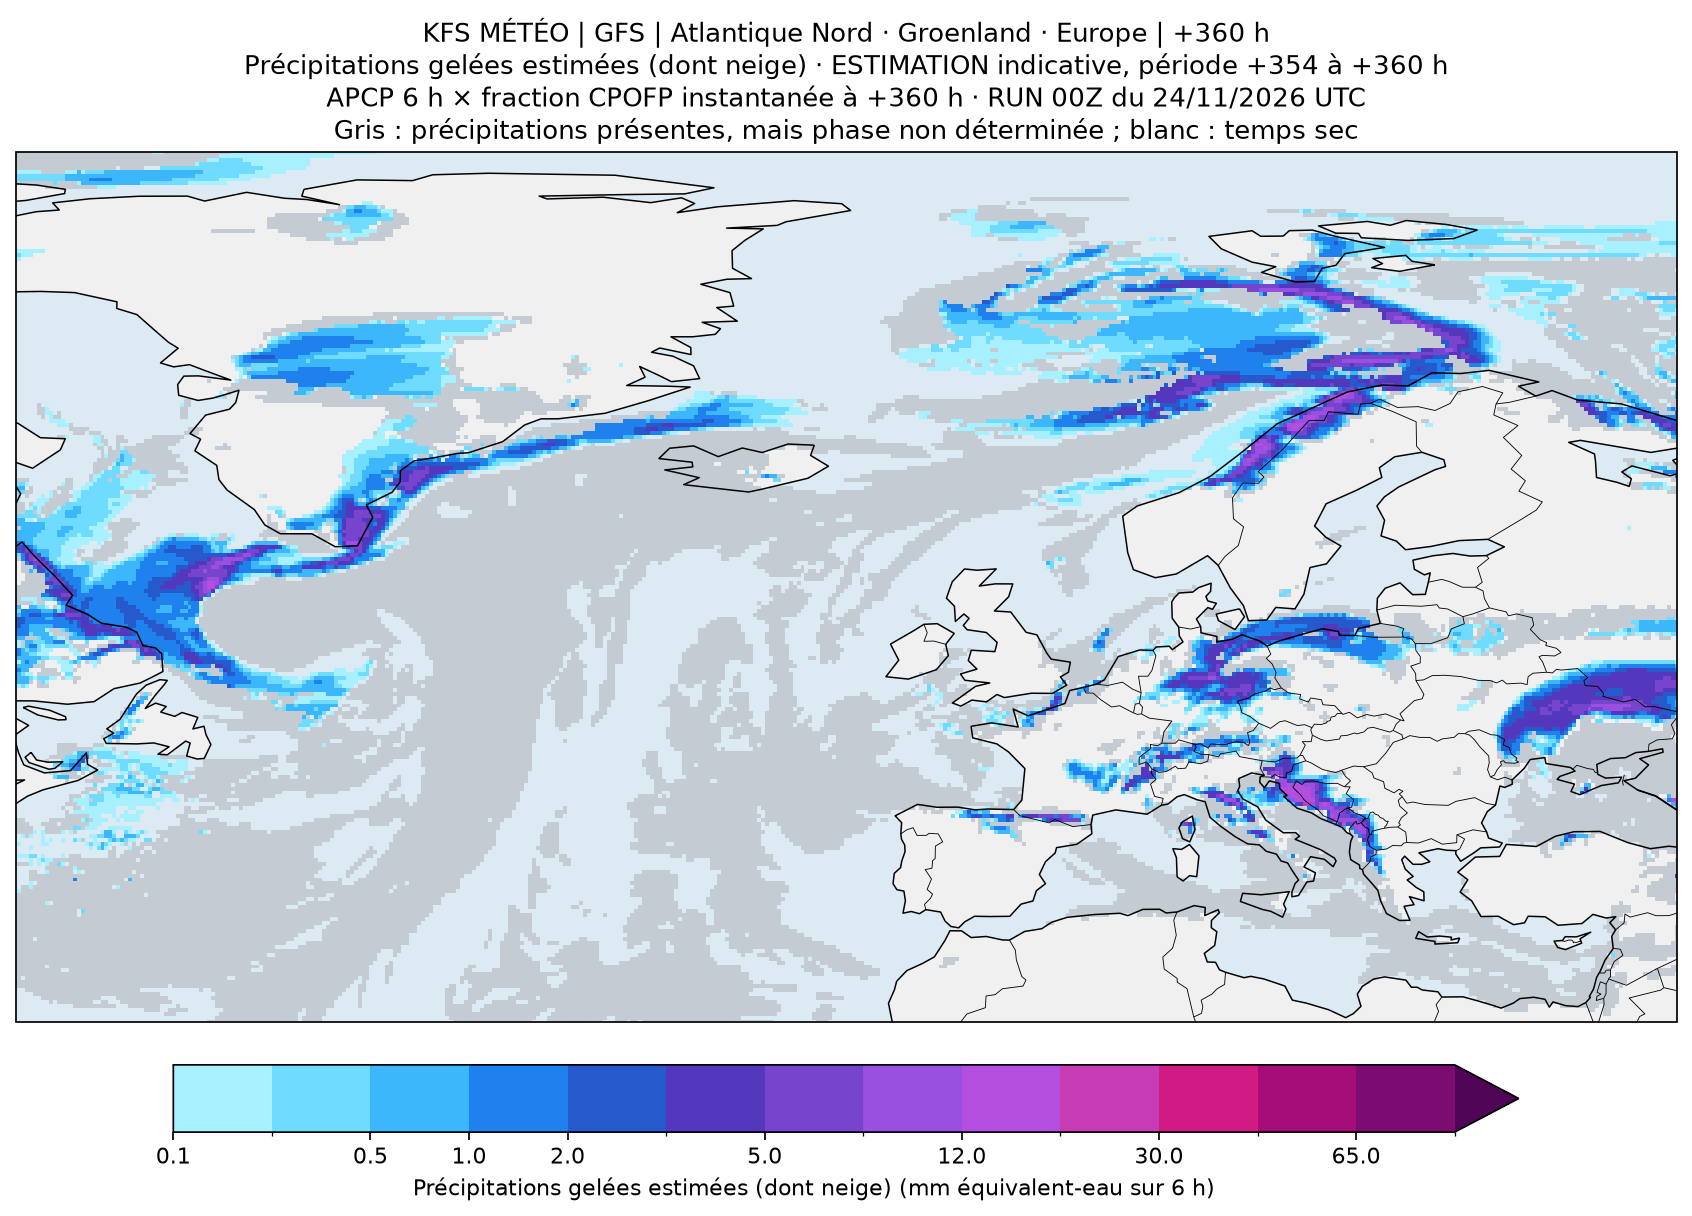 KFS MÉTÉO | GFS | Atlantique Nord · Groenland · Europe | +360 h
Précipitations gelées estimées (dont neige) · ESTIMATION indicative, période +354 à +360 h
APCP 6 h × fraction CPOFP instantanée à +360 h · RUN 00Z du 24/11/2026 UTC
Gris : précipitations présentes, mais phase non déterminée ; blanc : temps sec
0.1 0.5 1.0 2.0 5.0 12.0 30.0 65.0
Précipitations gelées estimées (dont neige) (mm équivalent-eau sur 6 h)